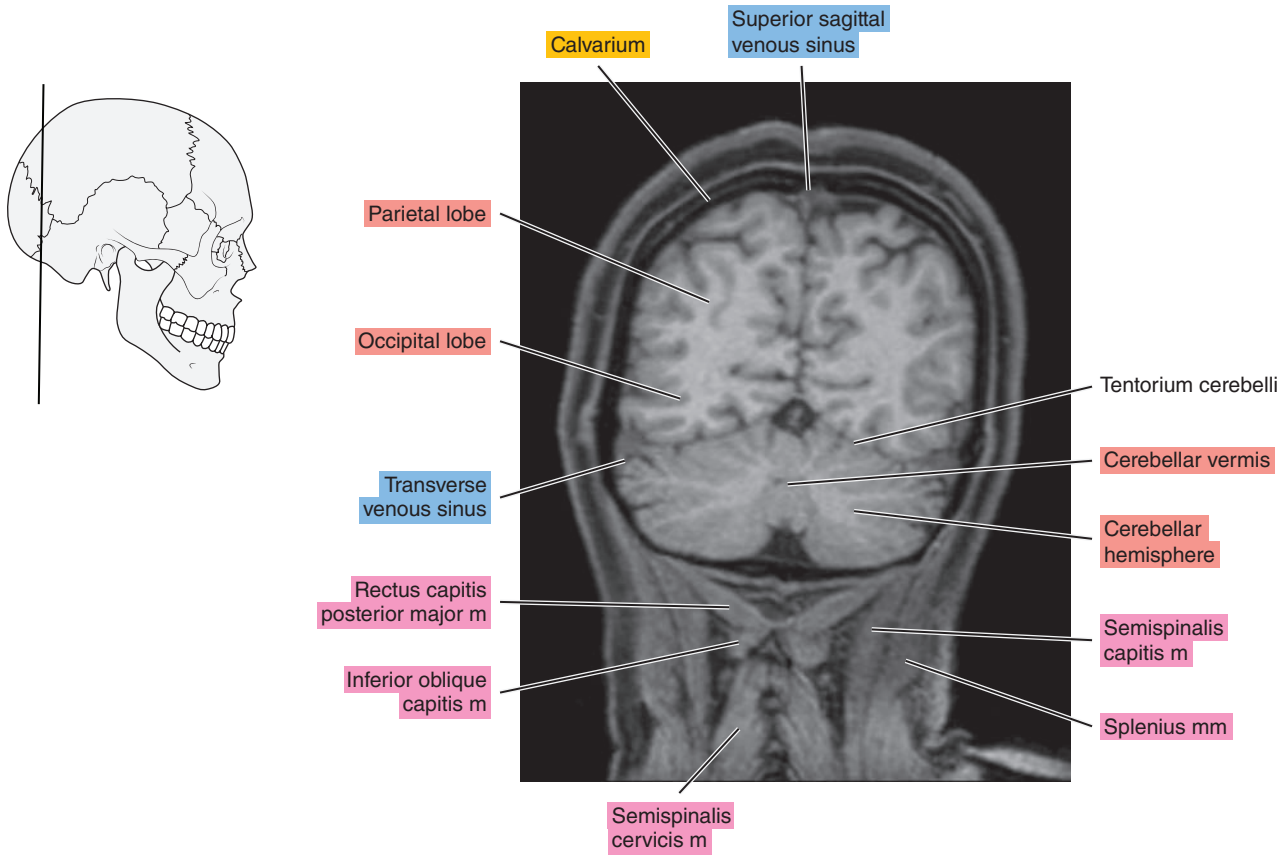 Superior sagittal
venous sinus
Calvarium
Parietal lobe
Occipital lobe
Tentorium cerebelli
Cerebellar vermis
Transverse
venous sinus
Cerebellar
hemisphere
Rectus capitis
posterior major m
Semispinalis
capitis m
Inferior oblique
capitis m
Splenius mm
Semispinalis
cervicis m